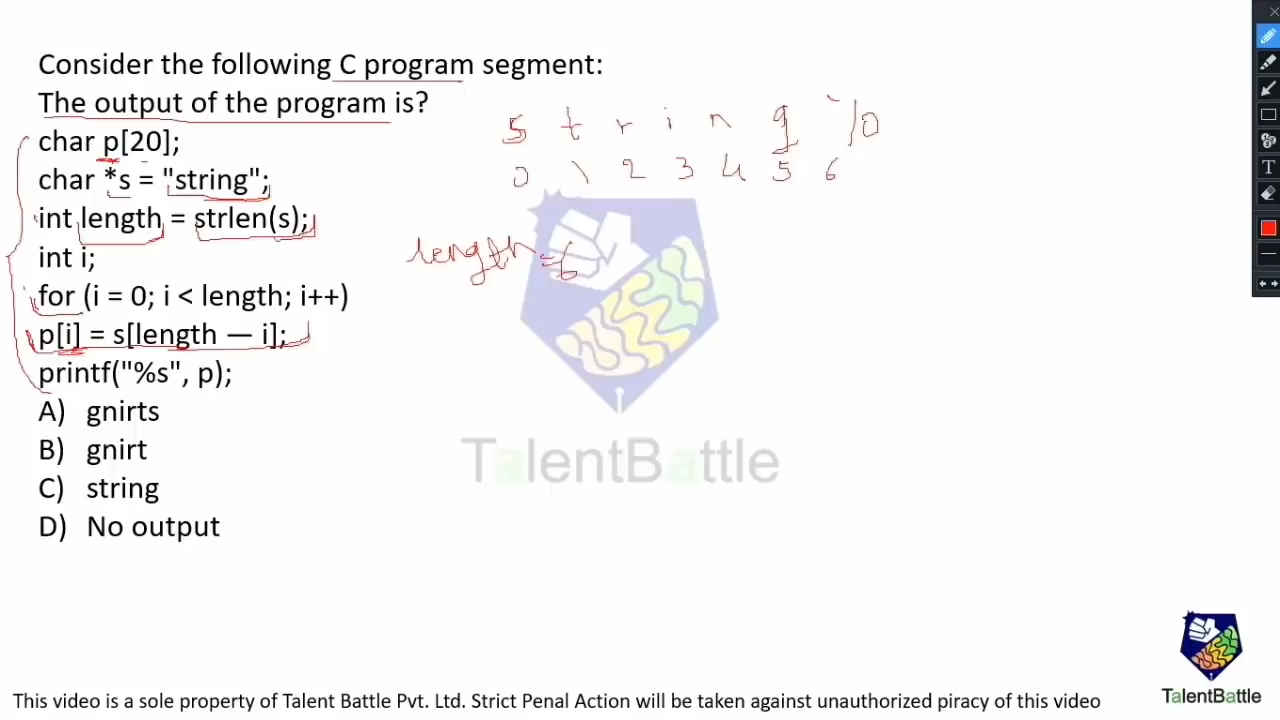 Consider the following C program segment:
The output of the program is?
char p[20];
char *s = "string";
int length = strlen(s);
int i;
for (i = 0; i < length; i++)
p[i] = s[length — i];
printf("%s", p);
A) gnirts
B) gnirt
C) string
D) No output
s t r i n g \0
0 1 2 3 4 5 6
length = 6
TalentBattle
T
TalentBattle
This video is a sole property of Talent Battle Pvt. Ltd. Strict Penal Action will be taken against unauthorized piracy of this video